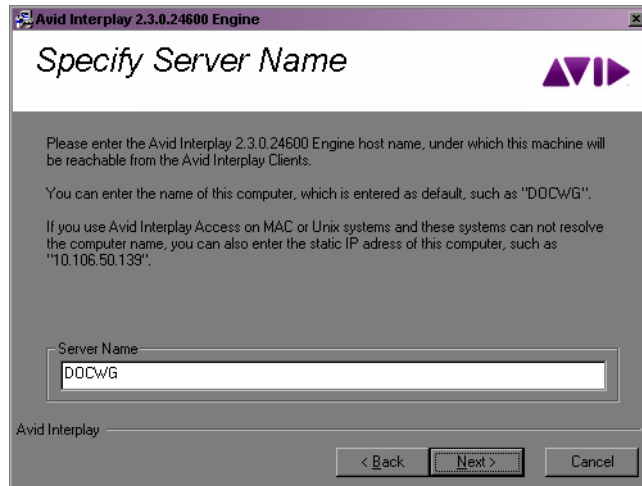 Avid Interplay 2.3.0.24600 Engine
Specify Server Name
AVID
Please enter the Avid Interplay 2.3.0.24600 Engine host name, under which this machine will
be reachable from the Avid Interplay Clients.
You can enter the name of this computer, which is entered as default, such as "DOCWG".
If you use Avid Interplay Access on MAC or Unix systems and these systems can not resolve
the computer name, you can also enter the static IP adress of this computer, such as
"10.106.50.139".
Server Name
DOCWG
Avid Interplay
< Back
Next >
Cancel